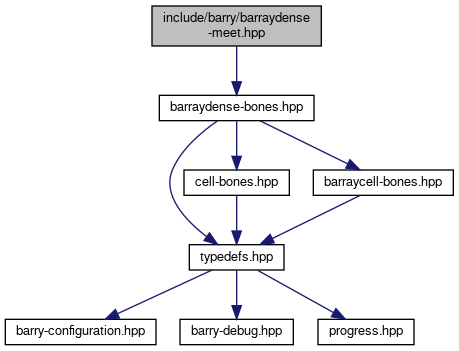 include/barry/barraydense
-meet.hpp
barraydense-bones.hpp
cell-bones.hpp
barraycell-bones.hpp
typedefs.hpp
barry-configuration.hpp
barry-debug.hpp
progress.hpp